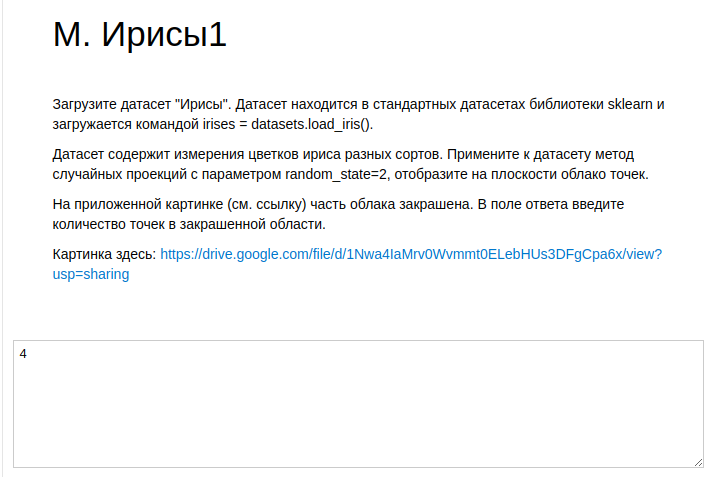 М. Ирисы1
Загрузите датасет "Ирисы". Датасет находится в стандартных датасетах библиотеки sklearn и
загружается командой irises = datasets.load_iris().
Датасет содержит измерения цветков ириса разных сортов. Примените к датасету метод
случайных проекций с параметром random_state=2, отобразите на плоскости облако точек.
На приложенной картинке (см. ссылку) часть облака закрашена. В поле ответа введите
количество точек в закрашенной области.
Картинка здесь: https://drive.google.com/file/d/1Nwa4IaMrv0Wvmmt0ELebHUs3DFgCpa6x/view?
usp=sharing
4